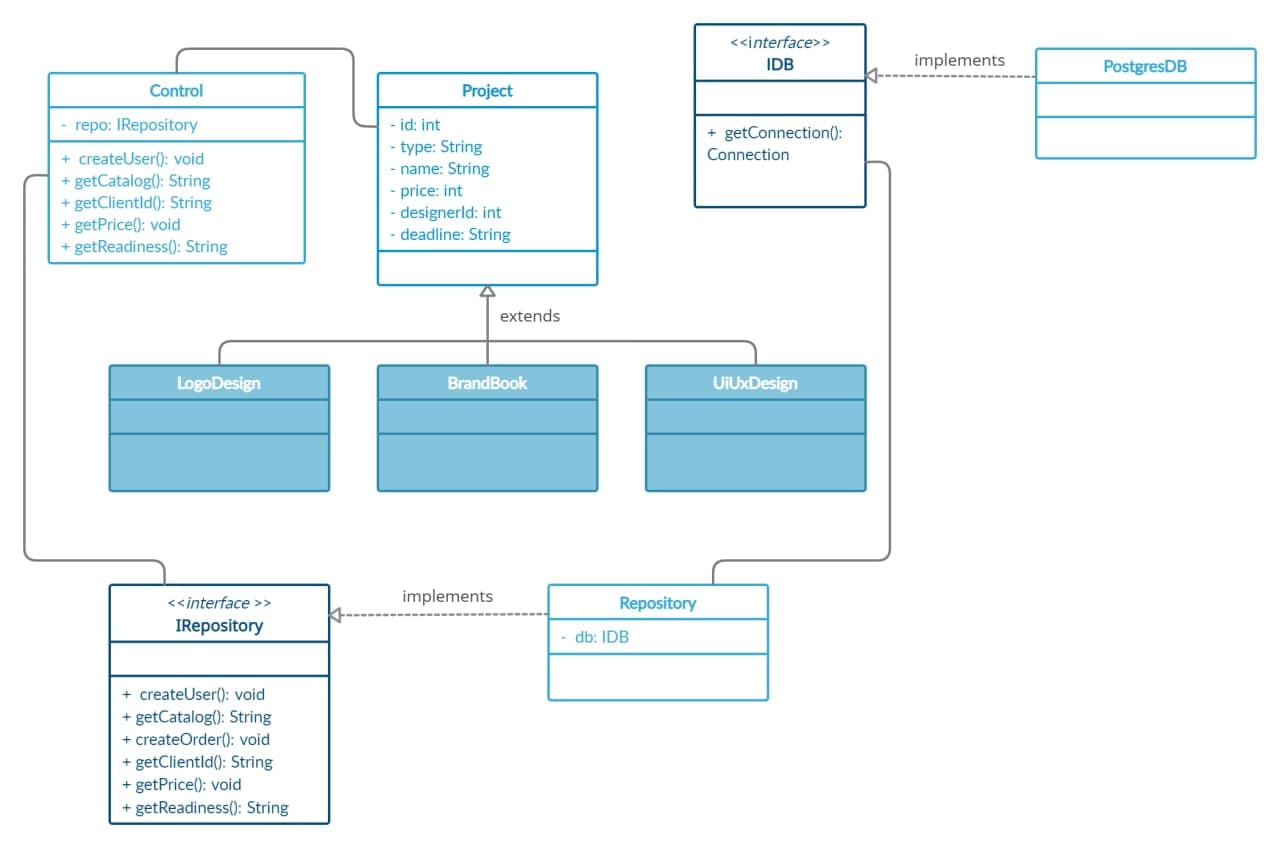 Control
- repo: IRepository
+ createUser(): void
+ getCatalog(): String
+ getClientId(): String
+ getPrice(): void
+ getReadiness(): String
Project
- id: int
- type: String
- name: String
- price: int
- designerId: int
- deadline: String
<<interface>>
IDB
+ getConnection():
Connection
implements
PostgresDB
extends
LogoDesign
BrandBook
UiUxDesign
<<interface >>
IRepository
+ createUser(): void
+ getCatalog(): String
+ createOrder(): void
+ getClientId(): String
+ getPrice(): void
+ getReadiness(): String
implements
Repository
- db: IDB